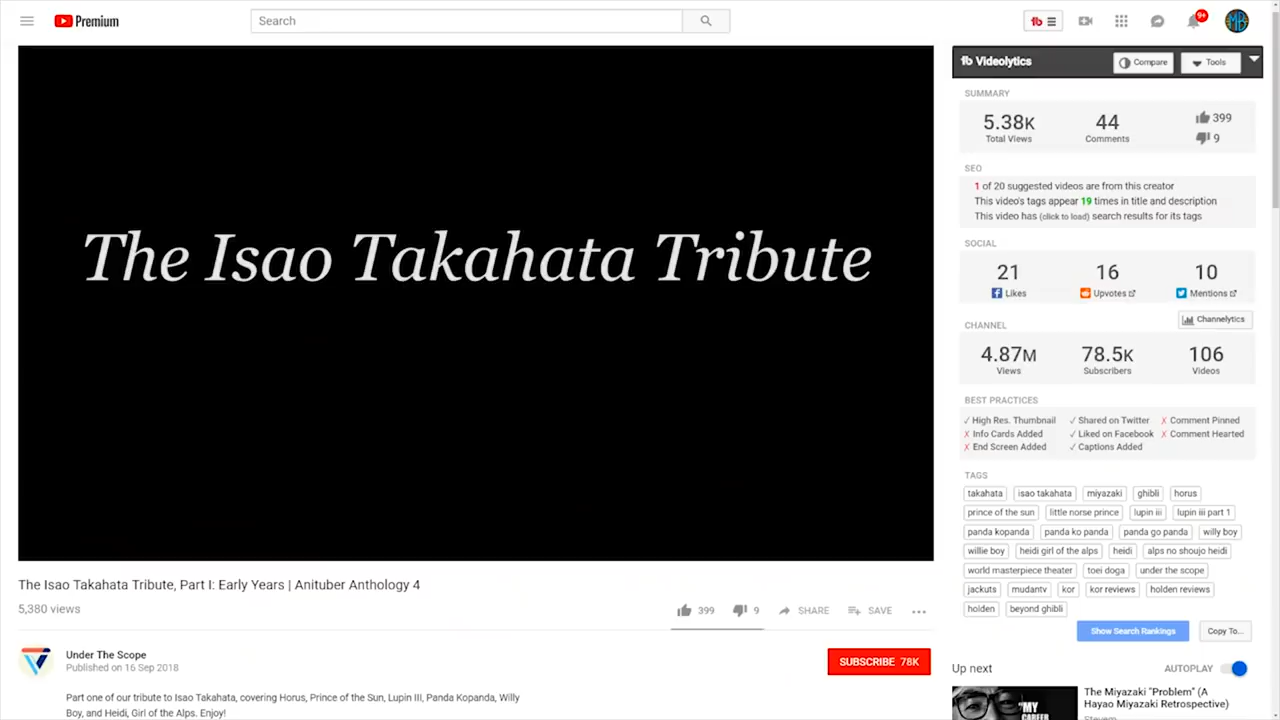 Premium
Search
fb
9+
MB
The Isao Takahata Tribute
The Isao Takahata Tribute, Part I: Early Years | Amituber Anthology 4
5,380 views
399
9
SHARE
SAVE
Under The Scope
Published on 16 Sep 2018
SUBSCRIBE 78K
Part one of our tribute to Isao Takahata, covering Horus, Prince of the Sun, Lupin III, Panda Kopanda, Willy
Boy, and Heidi, Girl of the Alps. Enjoy!
Videolytics
Compare
Tools
SUMMARY
5.38K 44 399
Total Views Comments 9
SEO
1 of 20 suggested videos are from this creator
This video's tags appear 19 times in title and description
This video has (click to load) search results for its tags
SOCIAL
21 16 10
Likes Upvotes Mentions
CHANNEL Channelytics
4.87M 78.5K 106
Views Subscribers Videos
BEST PRACTICES
✓ High Res. Thumbnail ✓ Shared on Twitter ✗ Comment Pinned
✗ Info Cards Added ✓ Liked on Facebook ✗ Comment Hearted
✗ End Screen Added ✓ Captions Added
TAGS
takahata isao takahata miyazaki ghibli horus
prince of the sun little norse prince lupin iii lupin iii part 1
panda kopanda panda ko panda panda go panda willy boy
willie boy heidi girl of the alps heidi alps no shoujo heidi
world masterpiece theater toei doga under the scope
jackuts mudantv kor kor reviews holden reviews
holden beyond ghibli
Show Search Rankings Copy To...
Up next AUTOPLAY
The Miyazaki "Problem" (A
Hayao Miyazaki Retrospective)
"MY
CAREER